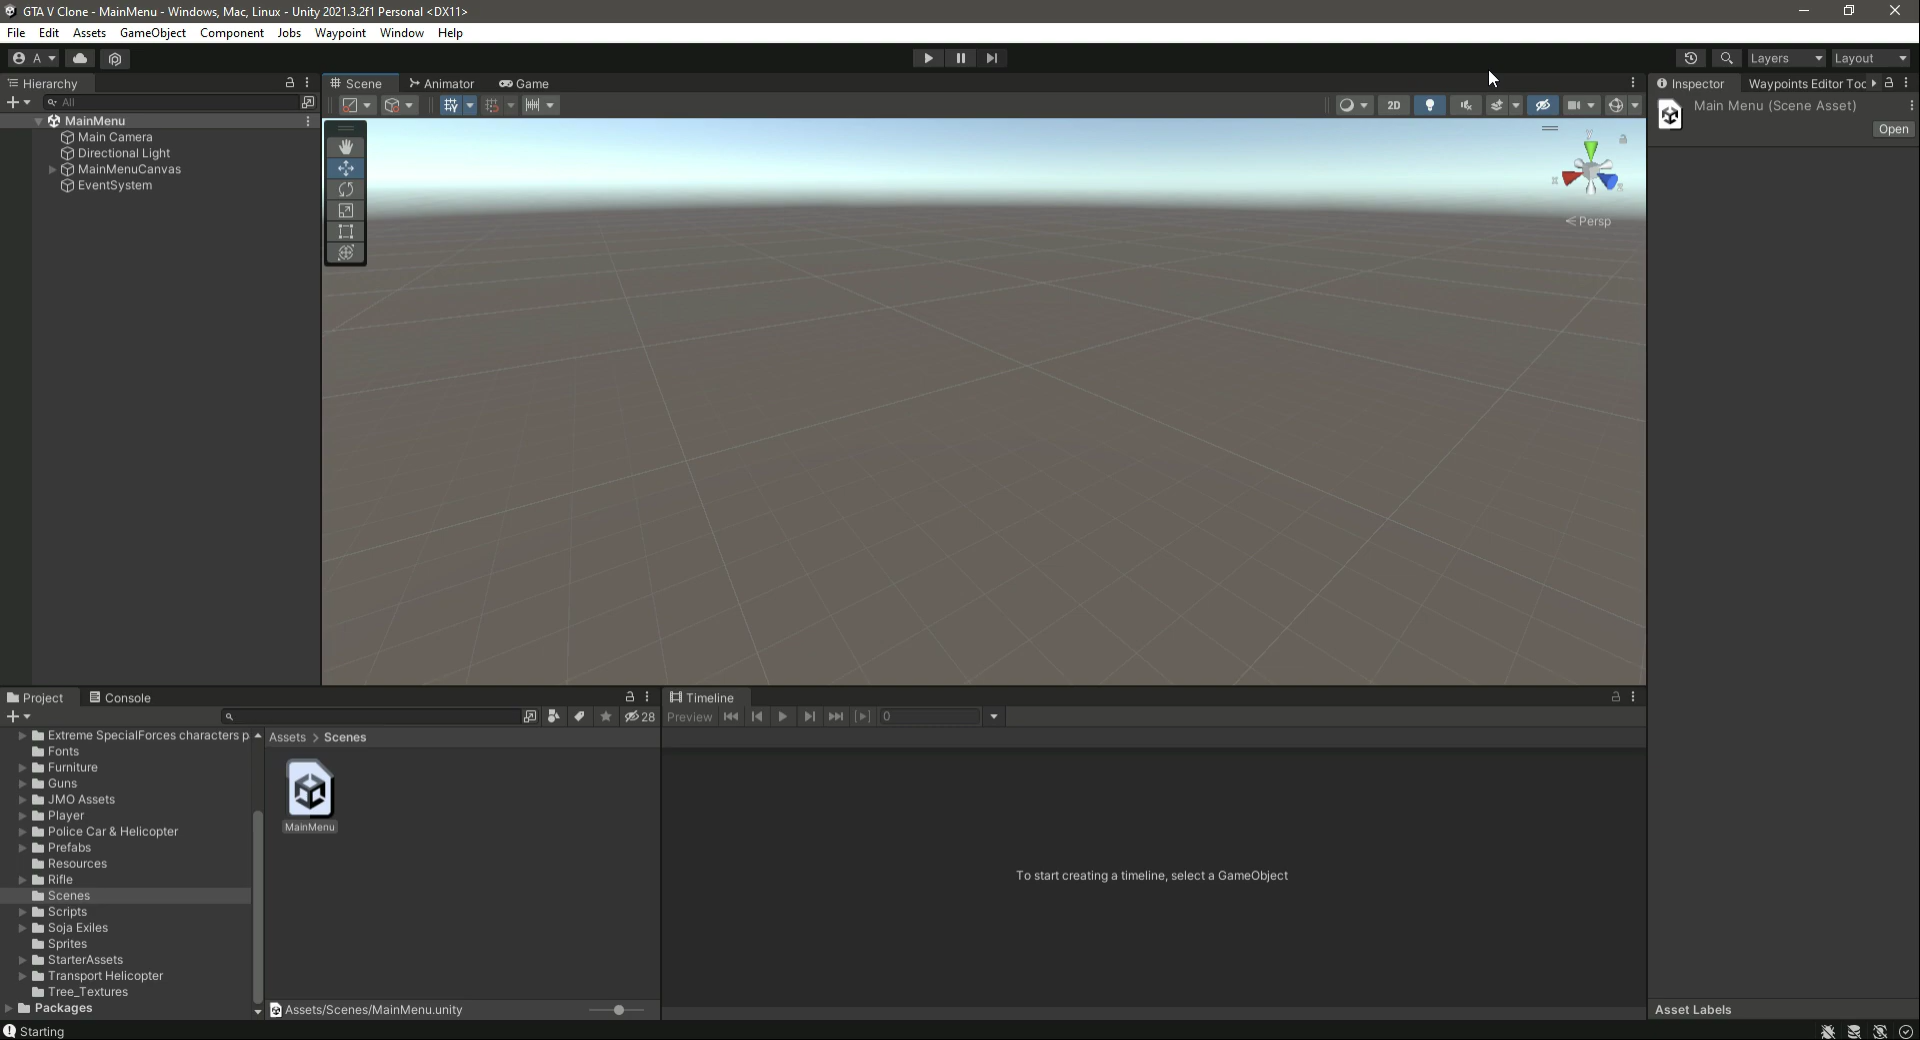 GTA V Clone - MainMenu - Windows, Mac, Linux - Unity 2021.3.2f1 Personal <DX11>
File Edit Assets GameObject Component Jobs Waypoint Window Help
A Layers Layout
Hierarchy
All
MainMenu
Main Camera
Directional Light
MainMenuCanvas
EventSystem
Scene Animator Game
2D
y
x
z
Persp
Inspector Waypoints Editor Too
Main Menu (Scene Asset)
Open
Project Console
28
Extreme SpecialForces characters p
Fonts
Furniture
Guns
JMO Assets
Player
Police Car & Helicopter
Prefabs
Resources
Rifle
Scenes
Scripts
Soja Exiles
Sprites
StarterAssets
Transport Helicopter
Tree_Textures
Packages
Assets > Scenes
MainMenu
Assets/Scenes/MainMenu.unity
Timeline
Preview 0
To start creating a timeline, select a GameObject
Asset Labels
Starting